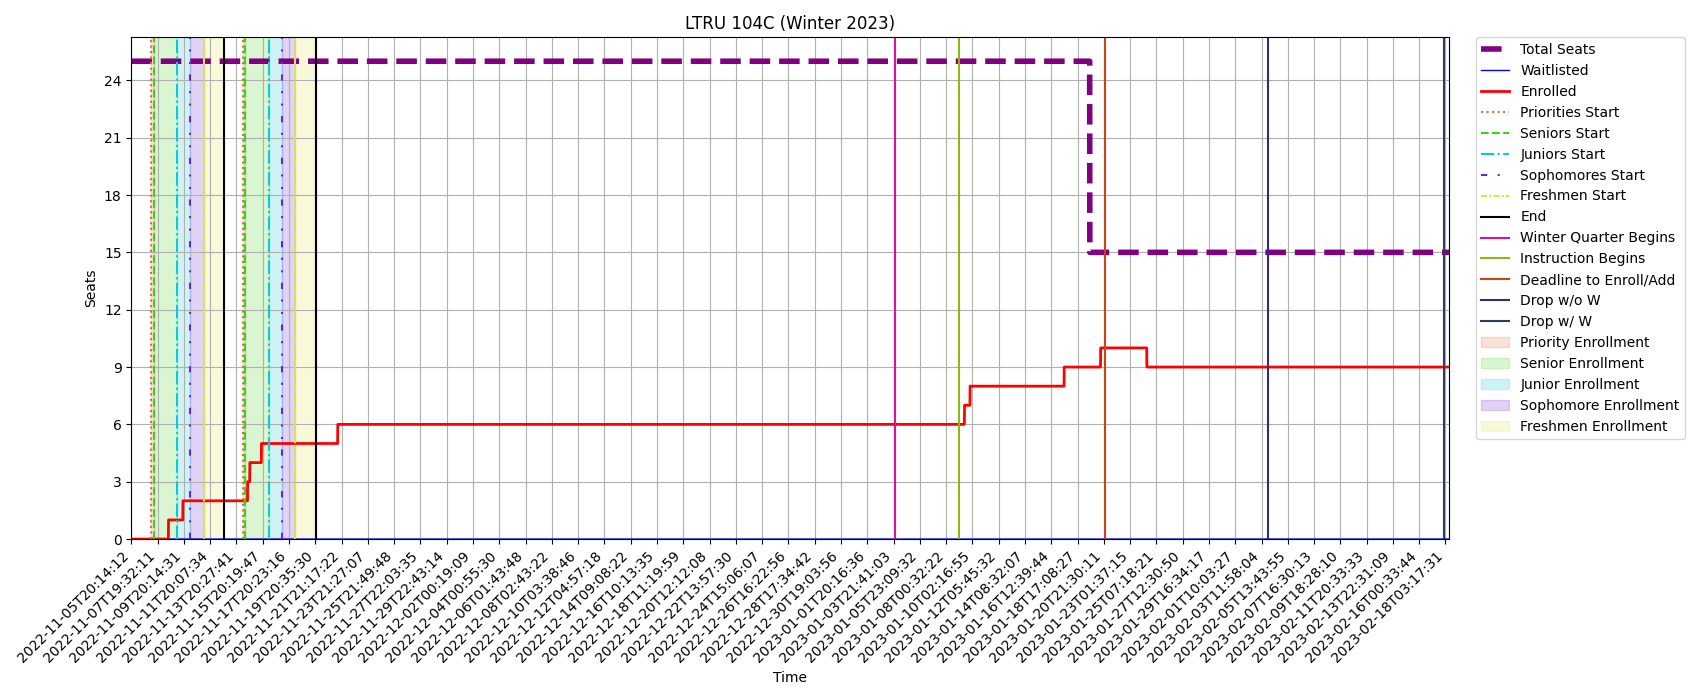 LTRU 104C (Winter 2023)
Seats
24
21
18
15
12
9
6
3
0
2022-11-05T20:14:12
2022-11-07T19:32:11
2022-11-09T20:14:31
2022-11-11T20:07:34
2022-11-13T20:27:41
2022-11-15T20:19:47
2022-11-17T20:23:16
2022-11-19T20:35:30
2022-11-21T21:17:22
2022-11-23T21:27:07
2022-11-25T21:49:48
2022-11-27T22:03:35
2022-11-29T22:43:14
2022-12-02T00:19:09
2022-12-04T00:55:30
2022-12-06T01:43:48
2022-12-08T02:43:22
2022-12-10T03:38:46
2022-12-12T04:57:18
2022-12-14T09:08:22
2022-12-16T10:13:35
2022-12-18T11:19:59
2022-12-20T12:12:08
2022-12-22T13:57:30
2022-12-24T15:06:07
2022-12-26T16:22:56
2022-12-28T17:34:42
2022-12-30T19:03:56
2023-01-01T20:16:36
2023-01-03T21:41:03
2023-01-05T23:09:32
2023-01-08T00:32:22
2023-01-10T02:16:55
2023-01-12T05:45:32
2023-01-14T08:32:07
2023-01-16T12:39:44
2023-01-18T17:08:27
2023-01-20T21:30:11
2023-01-23T01:37:15
2023-01-25T07:18:21
2023-01-27T12:30:50
2023-01-29T16:34:17
2023-02-01T10:03:27
2023-02-03T11:58:04
2023-02-05T13:43:55
2023-02-07T16:30:13
2023-02-09T18:28:10
2023-02-11T20:33:33
2023-02-13T22:31:09
2023-02-16T00:33:44
2023-02-18T03:17:31
Time
Total Seats
Waitlisted
Enrolled
Priorities Start
Seniors Start
Juniors Start
Sophomores Start
Freshmen Start
End
Winter Quarter Begins
Instruction Begins
Deadline to Enroll/Add
Drop w/o W
Drop w/ W
Priority Enrollment
Senior Enrollment
Junior Enrollment
Sophomore Enrollment
Freshmen Enrollment